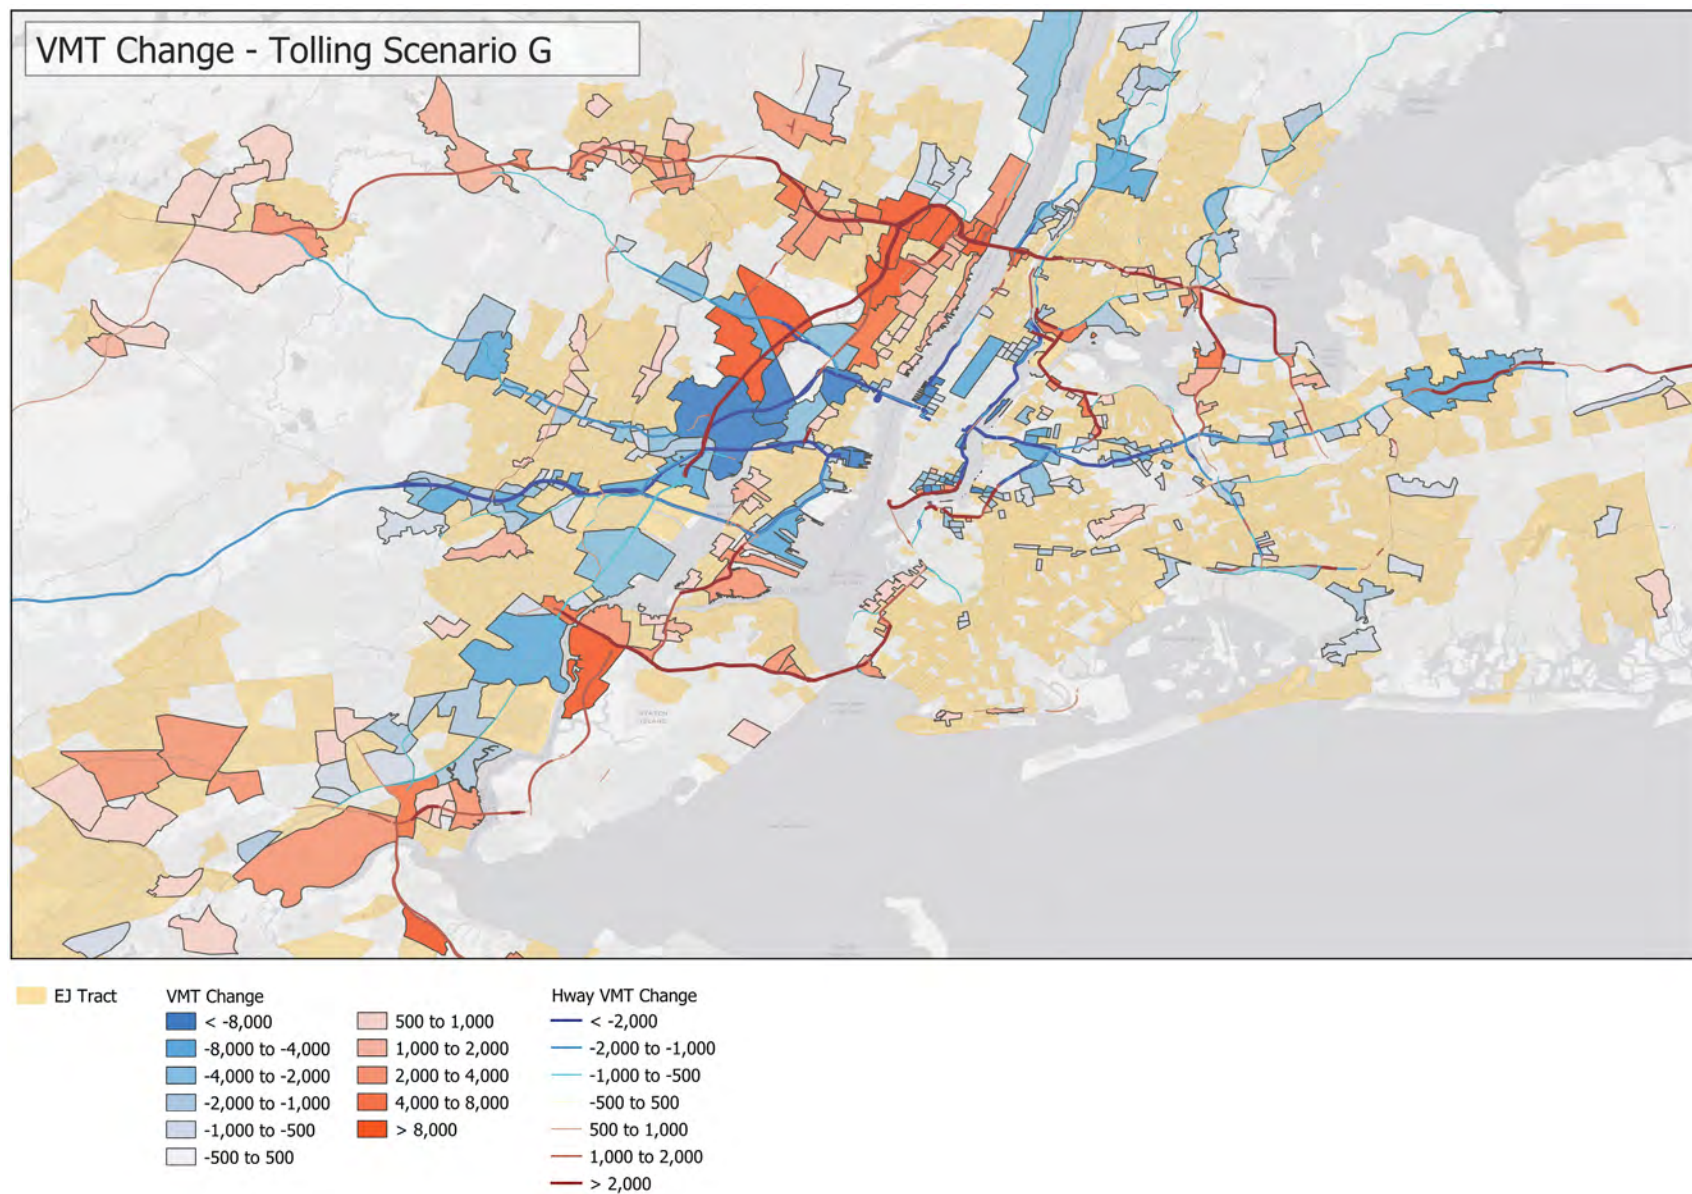 VMT Change - Tolling Scenario G
STATEN
ISLAND
EJ Tract
VMT Change
< -8,000
-8,000 to -4,000
-4,000 to -2,000
-2,000 to -1,000
-1,000 to -500
-500 to 500
500 to 1,000
1,000 to 2,000
2,000 to 4,000
4,000 to 8,000
> 8,000
Hway VMT Change
< -2,000
-2,000 to -1,000
-1,000 to -500
-500 to 500
500 to 1,000
1,000 to 2,000
> 2,000